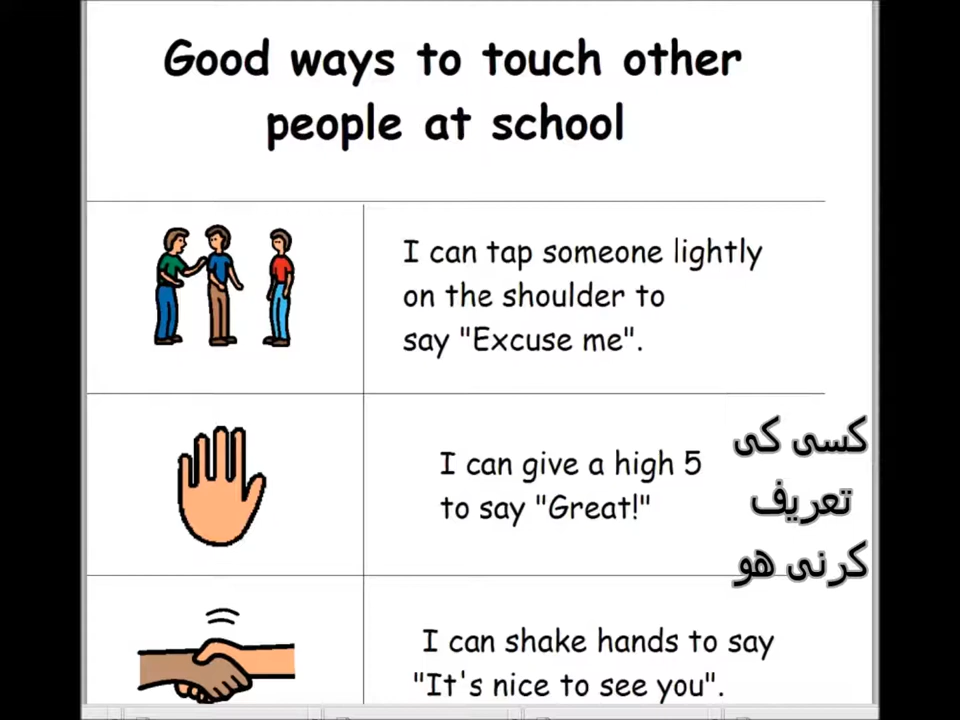 Good ways to touch other
people at school
I can tap someone lightly
on the shoulder to
say "Excuse me".
I can give a high 5
to say "Great!"
کسی کی
تعریف
کرنی ھو
I can shake hands to say
"It's nice to see you".